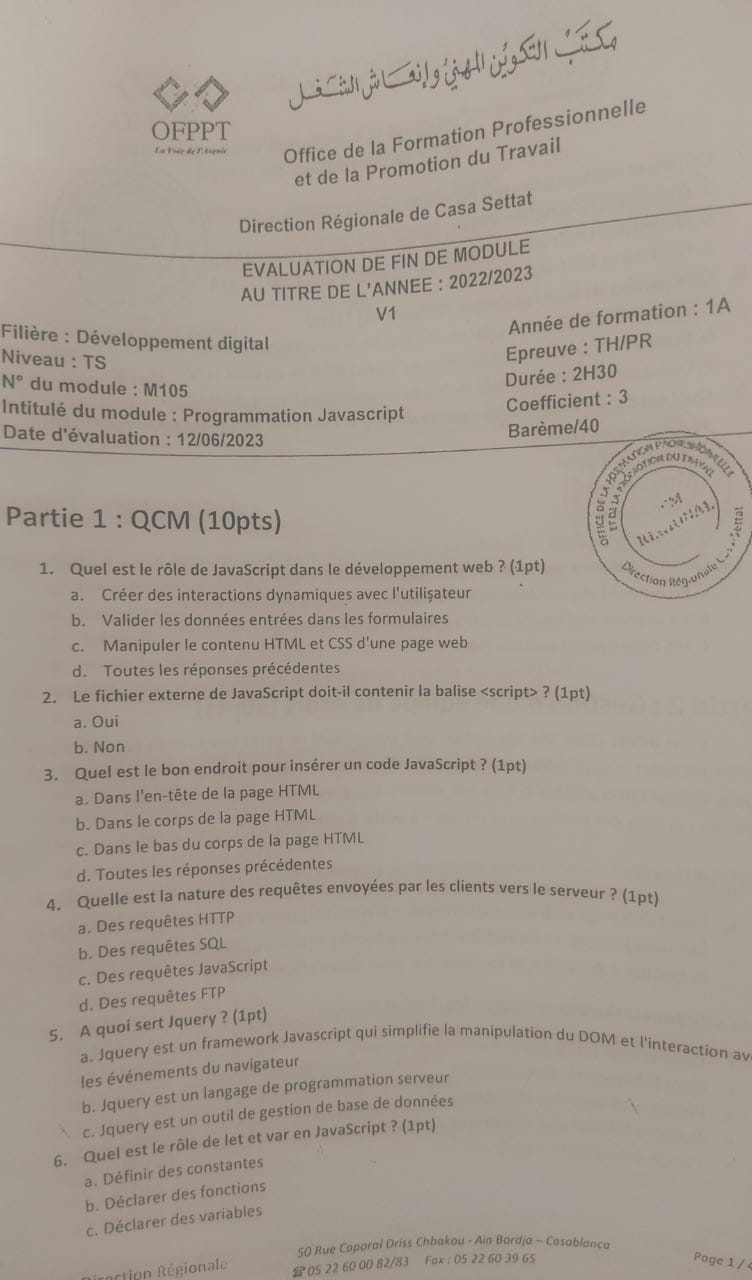 مكتب التكوين المهني وإنعاش الشغل
OFPPT
La Voie de l'Avenir
Office de la Formation Professionnelle
et de la Promotion du Travail
Direction Régionale de Casa Settat
EVALUATION DE FIN DE MODULE
AU TITRE DE L'ANNEE : 2022/2023
V1
Filière : Développement digital
Niveau : TS
N° du module : M105
Intitulé du module : Programmation Javascript
Date d'évaluation : 12/06/2023
Année de formation : 1A
Epreuve : TH/PR
Durée : 2H30
Coefficient : 3
Barème/40
OFFICE DE LA FORMATION PROFESSIONNELLE
ET DE LA PROMOTION DU TRAVAIL
Direction Régionale Settat
Partie 1 : QCM (10pts)
1. Quel est le rôle de JavaScript dans le développement web ? (1pt)
a. Créer des interactions dynamiques avec l'utilisateur
b. Valider les données entrées dans les formulaires
c. Manipuler le contenu HTML et CSS d'une page web
d. Toutes les réponses précédentes
2. Le fichier externe de JavaScript doit-il contenir la balise <script> ? (1pt)
a. Oui
b. Non
3. Quel est le bon endroit pour insérer un code JavaScript ? (1pt)
a. Dans l'en-tête de la page HTML
b. Dans le corps de la page HTML
c. Dans le bas du corps de la page HTML
d. Toutes les réponses précédentes
4. Quelle est la nature des requêtes envoyées par les clients vers le serveur ? (1pt)
a. Des requêtes HTTP
b. Des requêtes SQL
c. Des requêtes JavaScript
d. Des requêtes FTP
5. A quoi sert Jquery ? (1pt)
a. Jquery est un framework Javascript qui simplifie la manipulation du DOM et l'interaction av
les événements du navigateur
b. Jquery est un langage de programmation serveur
c. Jquery est un outil de gestion de base de données
6. Quel est le rôle de let et var en JavaScript ? (1pt)
a. Définir des constantes
b. Déclarer des fonctions
c. Déclarer des variables
Direction Régionale
50 Rue Caporal Driss Chbakou - Ain Bordja – Casablanca
☎ 05 22 60 00 82/83 Fax : 05 22 60 39 65
Page 1 / 4